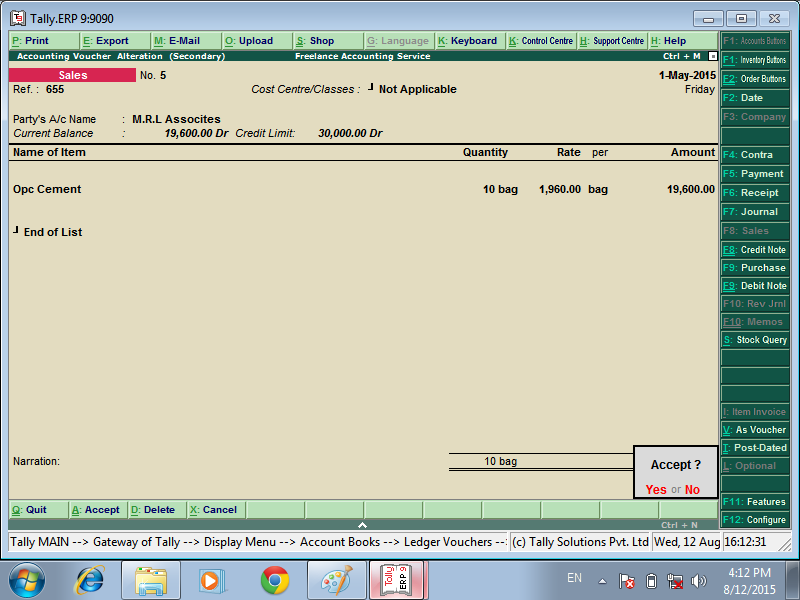 Tally.ERP 9:9090
P: Print E: Export M: E-Mail O: Upload S: Shop G: Language K: Keyboard K: Control Centre H: Support Centre H: Help
Accounting Voucher Alteration (Secondary) Freelance Accounting Service Ctrl + M
Sales No. 5 1-May-2015
Ref. : 655 Cost Centre/Classes : ┘ Not Applicable Friday
Party's A/c Name : M.R.L Assocites
Current Balance : 19,600.00 Dr Credit Limit: 30,000.00 Dr
Name of Item Quantity Rate per Amount
Opc Cement 10 bag 1,960.00 bag 19,600.00
┘ End of List
Narration: 10 bag
Accept ?
Yes or No
F1: Accounts Buttons
F1: Inventory Buttons
F2: Order Buttons
F2: Date
F3: Company
F4: Contra
F5: Payment
F6: Receipt
F7: Journal
F8: Sales
F8: Credit Note
F9: Purchase
F9: Debit Note
F10: Rev Jrnl
F10: Memos
S: Stock Query
I: Item Invoice
V: As Voucher
T: Post-Dated
L: Optional
F11: Features
F12: Configure
Q: Quit A: Accept D: Delete X: Cancel
Ctrl + N
Tally MAIN --> Gateway of Tally --> Display Menu --> Account Books --> Ledger Vouchers --> (c) Tally Solutions Pvt. Ltd Wed, 12 Aug 16:12:31
Tally ERP 9
EN 4:12 PM
8/12/2015